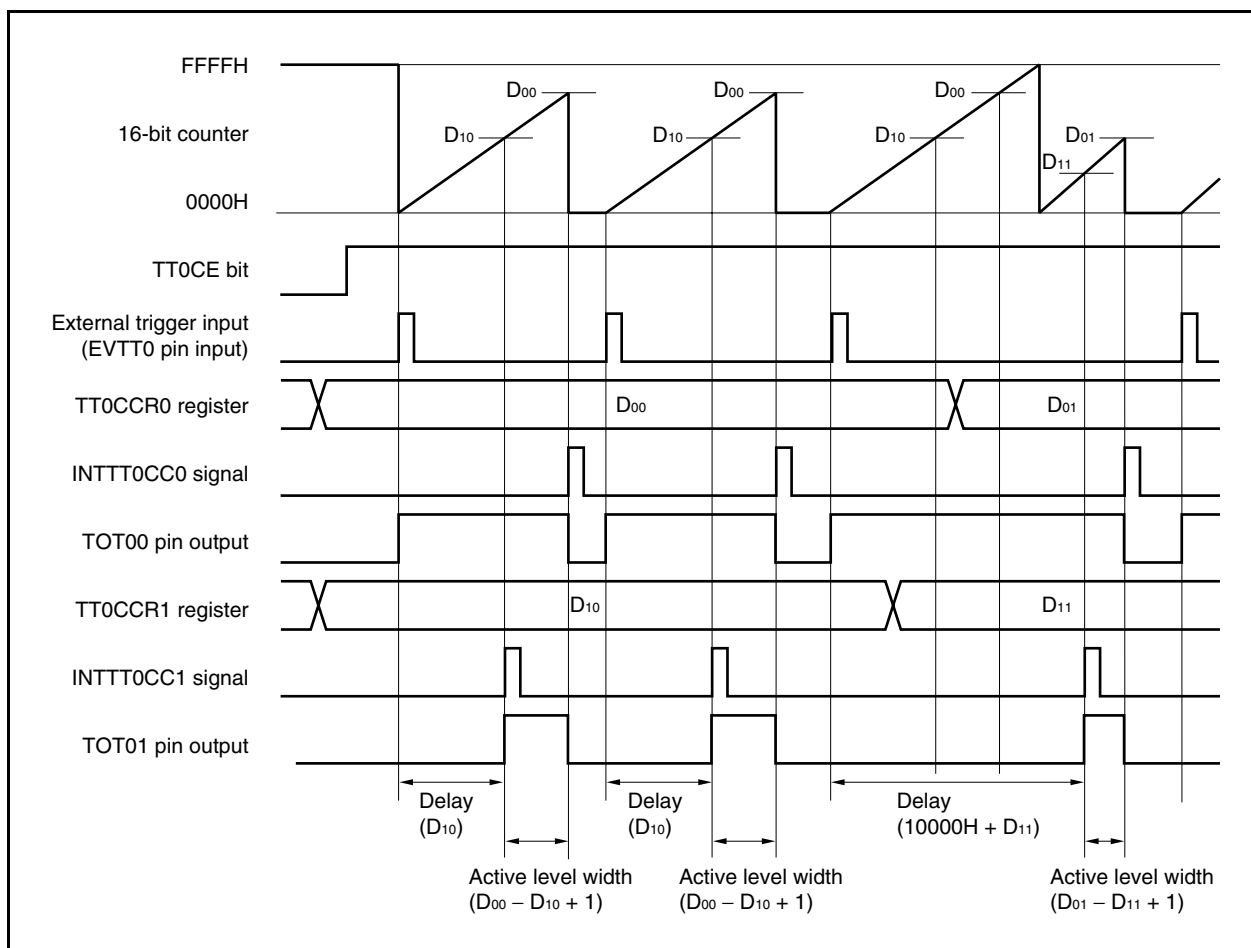 FFFFH
D00
D00
D00
16-bit counter
D10
D10
D10
D01
D11
0000H
TT0CE bit
External trigger input
(EVTT0 pin input)
TT0CCR0 register
D00
D01
INTTT0CC0 signal
TOT00 pin output
TT0CCR1 register
D10
D11
INTTT0CC1 signal
TOT01 pin output
Delay
(D10)
Delay
(D10)
Delay
(10000H + D11)
Active level width
(D00 − D10 + 1)
Active level width
(D00 − D10 + 1)
Active level width
(D01 − D11 + 1)